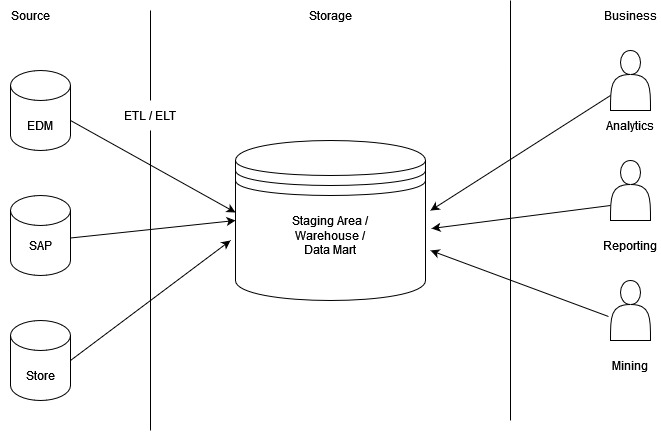 Source
Storage
Business
EDM
ETL / ELT
Analytics
Staging Area /
Warehouse /
Data Mart
SAP
Reporting
Store
Mining